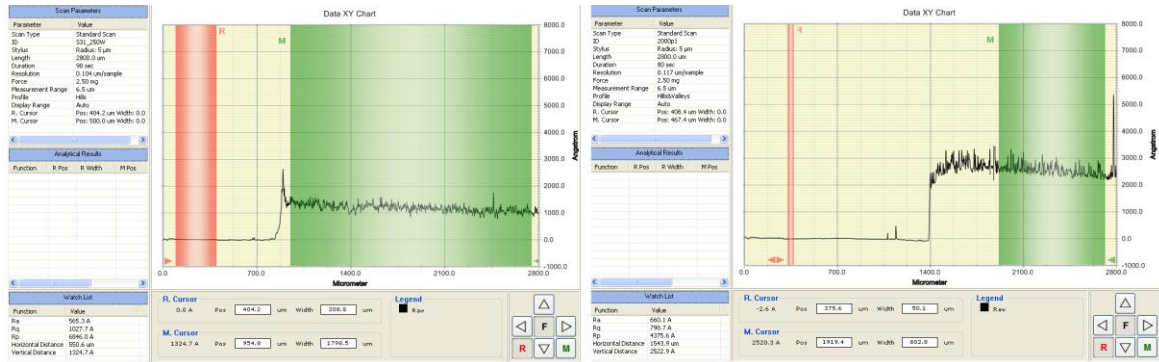 Scan Parameters
Parameter Value
Scan Type Standard Scan
ID S31_250W
Stylus Radius: 5 µm
Length 2800.0 um
Duration 90 sec
Resolution 0.104 um/sample
Force 2.50 mg
Measurement Range 6.5 um
Profile Hills
Display Range Auto
R. Cursor Pos: 404.2 um Width: 0.0
M. Cursor Pos: 500.0 um Width: 0.0
Analytical Results
Function R Pos R Width M Pos
Watch List
Function Value
Ra 565.3 A
Rq 1027.7 A
Rp 6846.0 A
Horizontal Distance 550.6 um
Vertical Distance 1324.7 A
Data XY Chart
R
M
8000.0
7000.0
6000.0
5000.0
4000.0
3000.0
2000.0
1000.0
0.0
-1000.0
Angstrom
0.0 700.0 1400.0 2100.0 2800.0
Micrometer
R. Cursor
0.0 A Pos 404.2 um Width 308.8 um
M. Cursor
1324.7 A Pos 954.8 um Width 1798.5 um
Legend
Raw
F
R M
Scan Parameters
Parameter Value
Scan Type Standard Scan
ID 2000p1
Stylus Radius: 5 µm
Length 2800.0 um
Duration 80 sec
Resolution 0.117 um/sample
Force 2.50 mg
Measurement Range 6.5 um
Profile Hills&Valleys
Display Range Auto
R. Cursor Pos: 408.4 um Width: 0.0
M. Cursor Pos: 467.4 um Width: 0.0
Analytical Results
Function R Pos R Width M Pos
Watch List
Function Value
Ra 660.1 A
Rq 798.7 A
Rp 4375.6 A
Horizontal Distance 1543.9 um
Vertical Distance 2522.9 A
Data XY Chart
R
M
8000.0
7000.0
6000.0
5000.0
4000.0
3000.0
2000.0
1000.0
0.0
-1000.0
Angstrom
0.0 700.0 1400.0 2100.0 2800.0
Micrometer
R. Cursor
-2.6 A Pos 375.6 um Width 50.1 um
M. Cursor
2520.3 A Pos 1919.4 um Width 802.8 um
Legend
Raw
F
R M